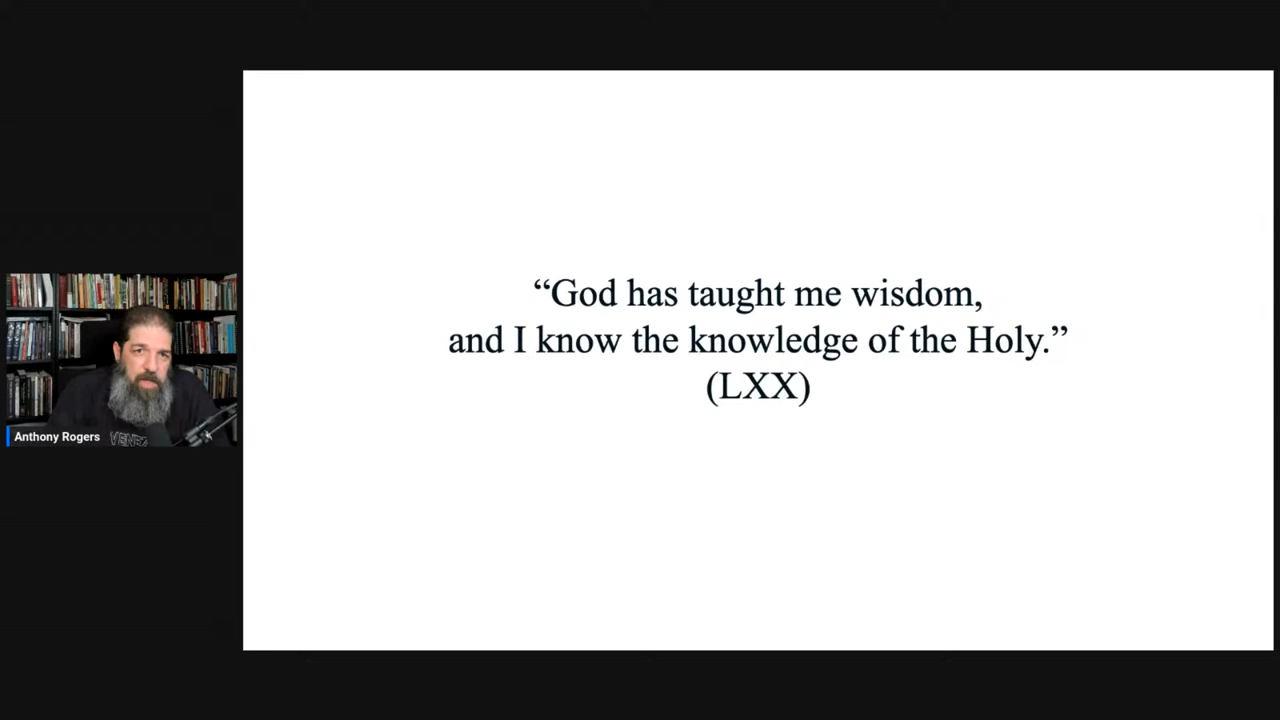 “God has taught me wisdom,
and I know the knowledge of the Holy.”
(LXX)
Anthony Rogers